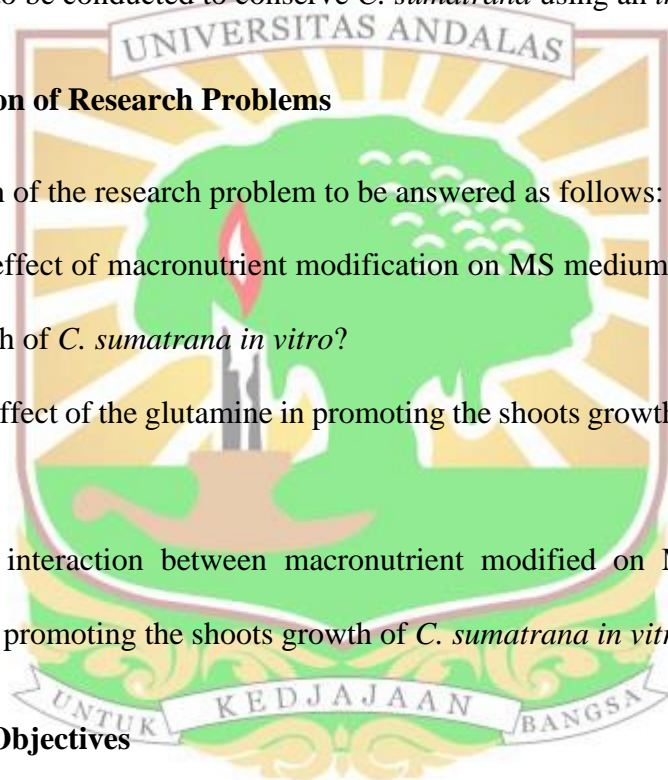 to be conducted to conserve C. sumatrana using an
UNIVERSITAS ANDALAS
on of Research Problems
of the research problem to be answered as follows:
effect of macronutrient modification on MS medium
h of C. sumatrana in vitro?
ffect of the glutamine in promoting the shoots growth
interaction between macronutrient modified on
promoting the shoots growth of C. sumatrana in vitr
UNTUK KEDJAJAAN BANGSA
Objectives